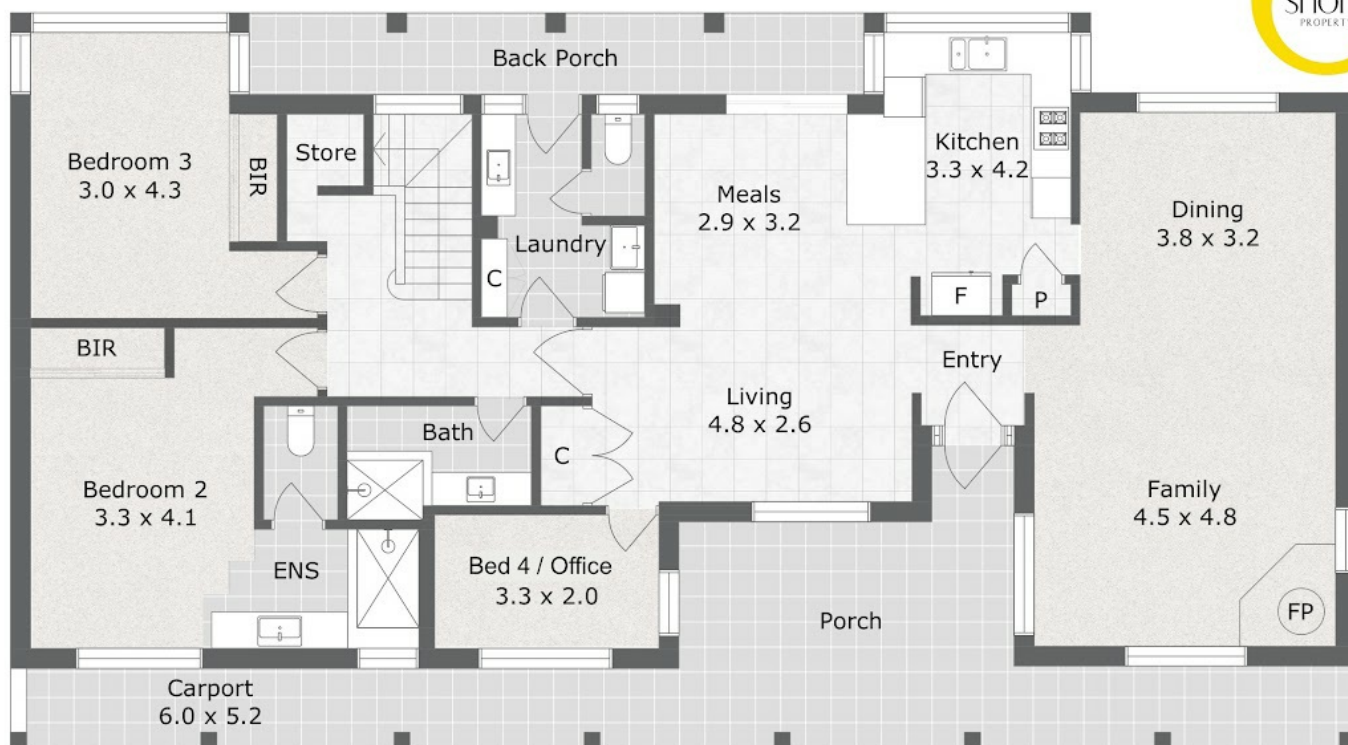 SHORE
PROPERTY
Back Porch
Bedroom 3
3.0 x 4.3
BIR
Store
Kitchen
3.3 x 4.2
Meals
2.9 x 3.2
Dining
3.8 x 3.2
Laundry
C
F
P
BIR
Entry
Living
4.8 x 2.6
Bath
C
Bedroom 2
3.3 x 4.1
Family
4.5 x 4.8
ENS
Bed 4 / Office
3.3 x 2.0
Porch
FP
Carport
6.0 x 5.2